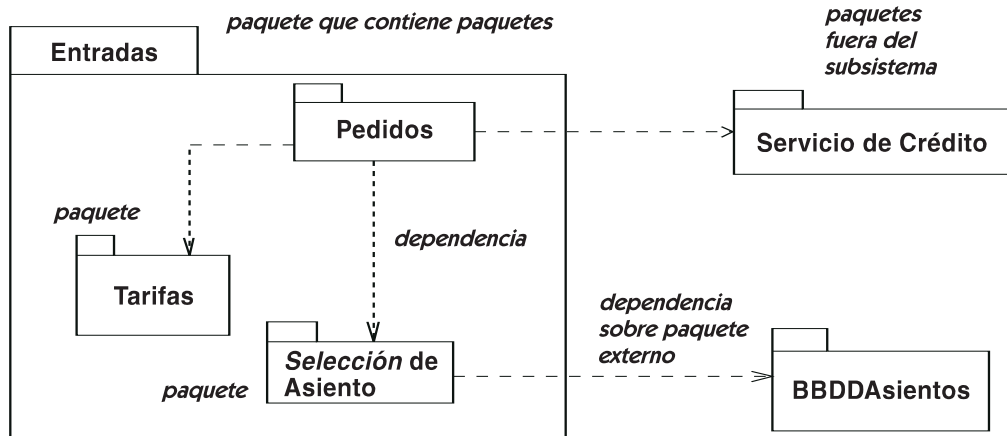 paquete que contiene paquetes
paquetes
fuera del
subsistema
Entradas
Pedidos
Servicio de Crédito
paquete
dependencia
Tarifas
dependencia
sobre paquete
externo
Selección de
Asiento
paquete
BBDDAsientos